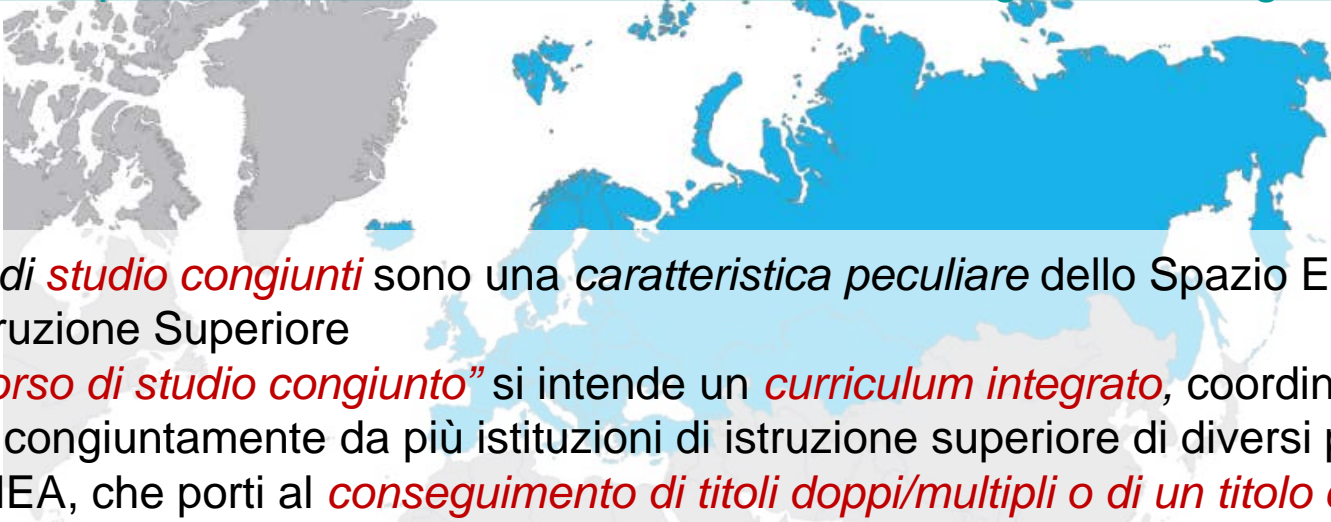 di studio congiunti sono una caratteristica peculiare dello Spazio E
ruzione Superiore
orso di studio congiunto” si intende un curriculum integrato, coordin
congiuntamente da più istituzioni di istruzione superiore di diversi p
EA, che porti al conseguimento di titoli doppi/multipli o di un titolo